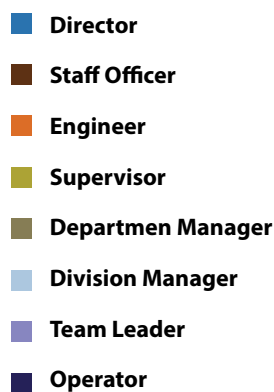 Director
Staff Officer
Engineer
Supervisor
Departmen Manager
Division Manager
Team Leader
Operator